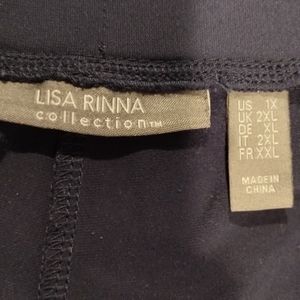 LISA RINNA
collection™
US 1X
UK 2XL
DE XL
IT 2XL
FR XXL
MADE IN
CHINA